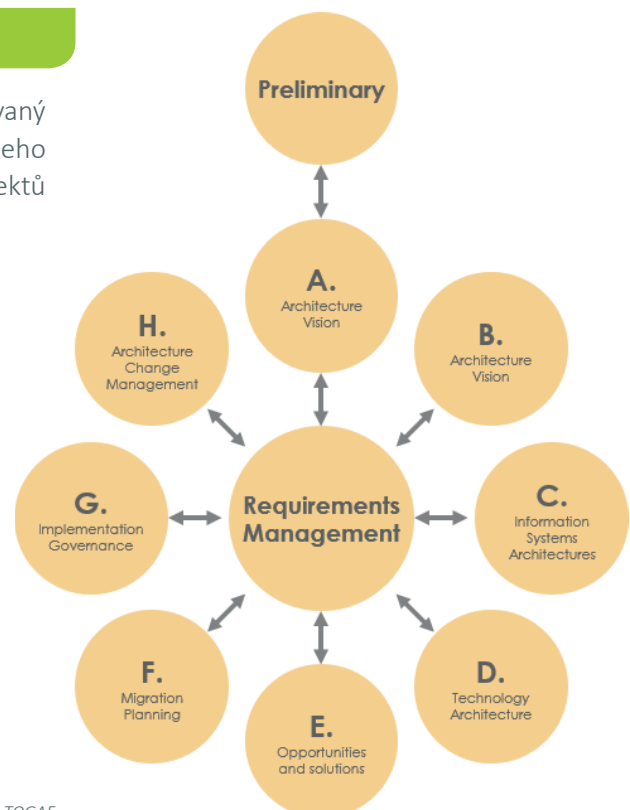 Preliminary
vaný
eho
ektů
A.
Architecture
Vision
H.
Architecture
Change
Management
B.
Architecture
Vision
G.
Implementation
Governance
Requirements
Management
C.
Information
Systems
Architectures
F.
Migration
Planning
D.
Technology
Architecture
E.
Opportunities
and solutions
TOGAF